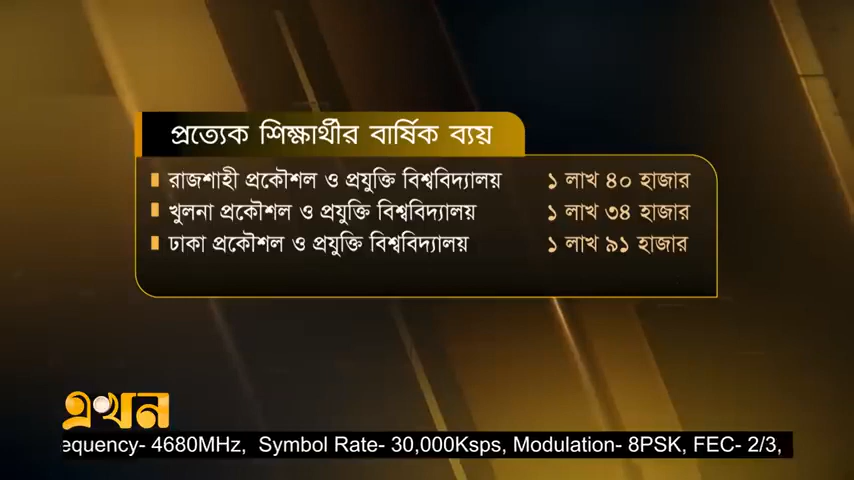 প্রত্যেক শিক্ষার্থীর বার্ষিক ব্যয়
রাজশাহী প্রকৌশল ও প্রযুক্তি বিশ্ববিদ্যালয় ১ লাখ ৪০ হাজার
খুলনা প্রকৌশল ও প্রযুক্তি বিশ্ববিদ্যালয় ১ লাখ ৩৪ হাজার
ঢাকা প্রকৌশল ও প্রযুক্তি বিশ্ববিদ্যালয় ১ লাখ ৯১ হাজার
এখন
equency- 4680MHz, Symbol Rate- 30,000Ksps, Modulation- 8PSK, FEC- 2/3,